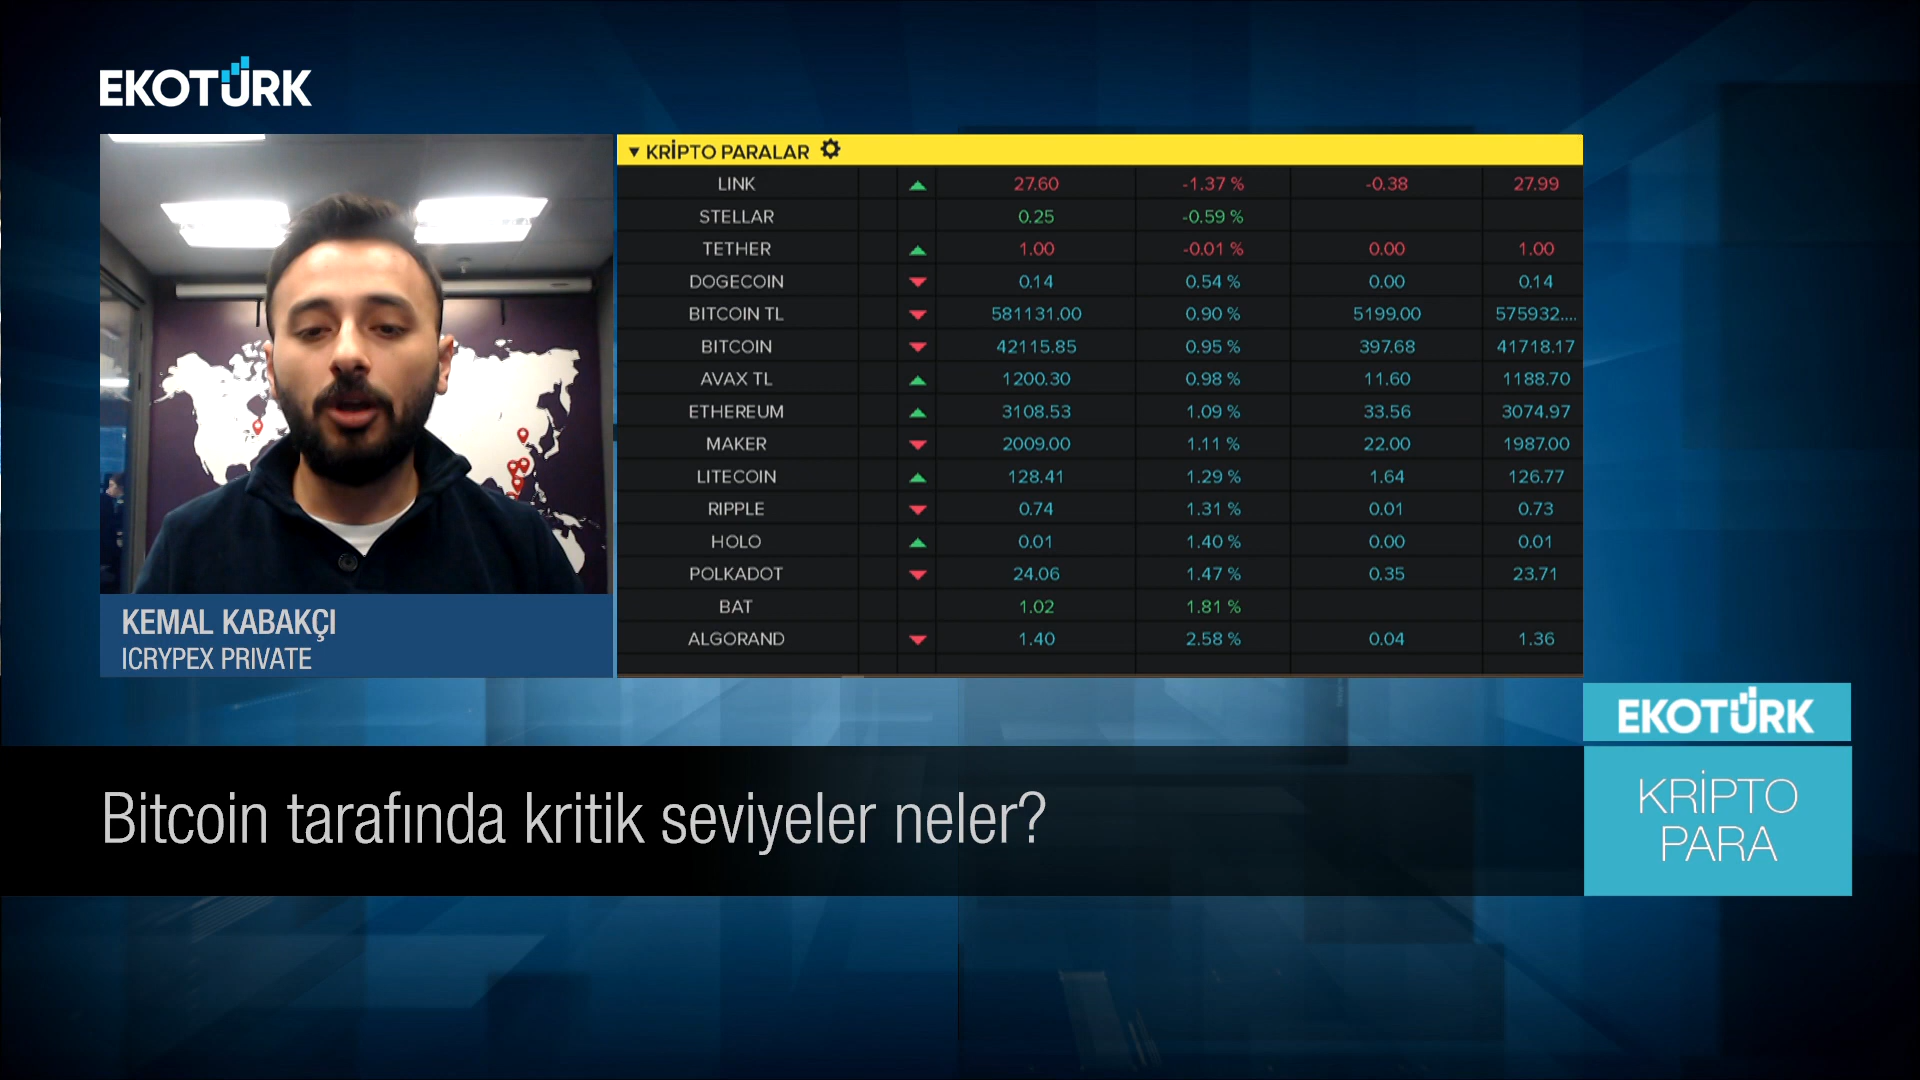 EKOTÜRK
▼ KRİPTO PARALAR
LINK 27.60 -1.37 % -0.38 27.99
STELLAR 0.25 -0.59 %
TETHER 1.00 -0.01 % 0.00 1.00
DOGECOIN 0.14 0.54 % 0.00 0.14
BITCOIN TL 581131.00 0.90 % 5199.00 575932....
BITCOIN 42115.85 0.95 % 397.68 41718.17
AVAX TL 1200.30 0.98 % 11.60 1188.70
ETHEREUM 3108.53 1.09 % 33.56 3074.97
MAKER 2009.00 1.11 % 22.00 1987.00
LITECOIN 128.41 1.29 % 1.64 126.77
RIPPLE 0.74 1.31 % 0.01 0.73
HOLO 0.01 1.40 % 0.00 0.01
POLKADOT 24.06 1.47 % 0.35 23.71
BAT 1.02 1.81 %
ALGORAND 1.40 2.58 % 0.04 1.36
KEMAL KABAKÇI
ICRYPEX PRIVATE
EKOTÜRK
Bitcoin tarafında kritik seviyeler neler?
KRİPTO
PARA